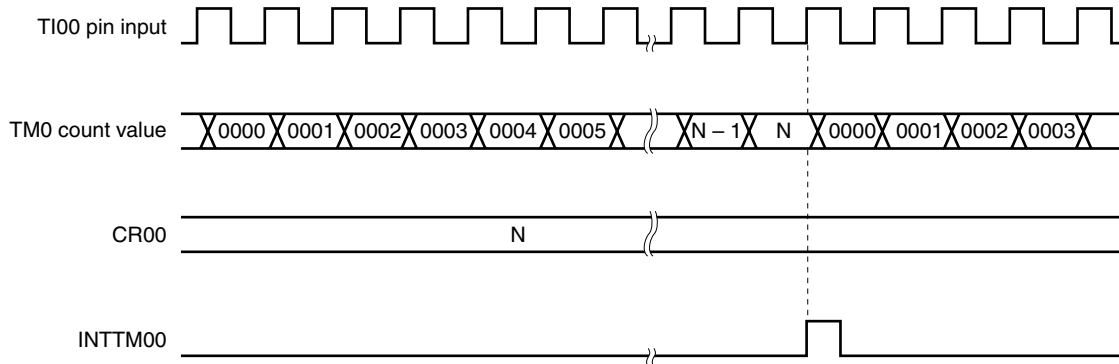 TI00 pin input
TM0 count value 0000 0001 0002 0003 0004 0005 N – 1 N 0000 0001 0002 0003
CR00 N
INTTM00